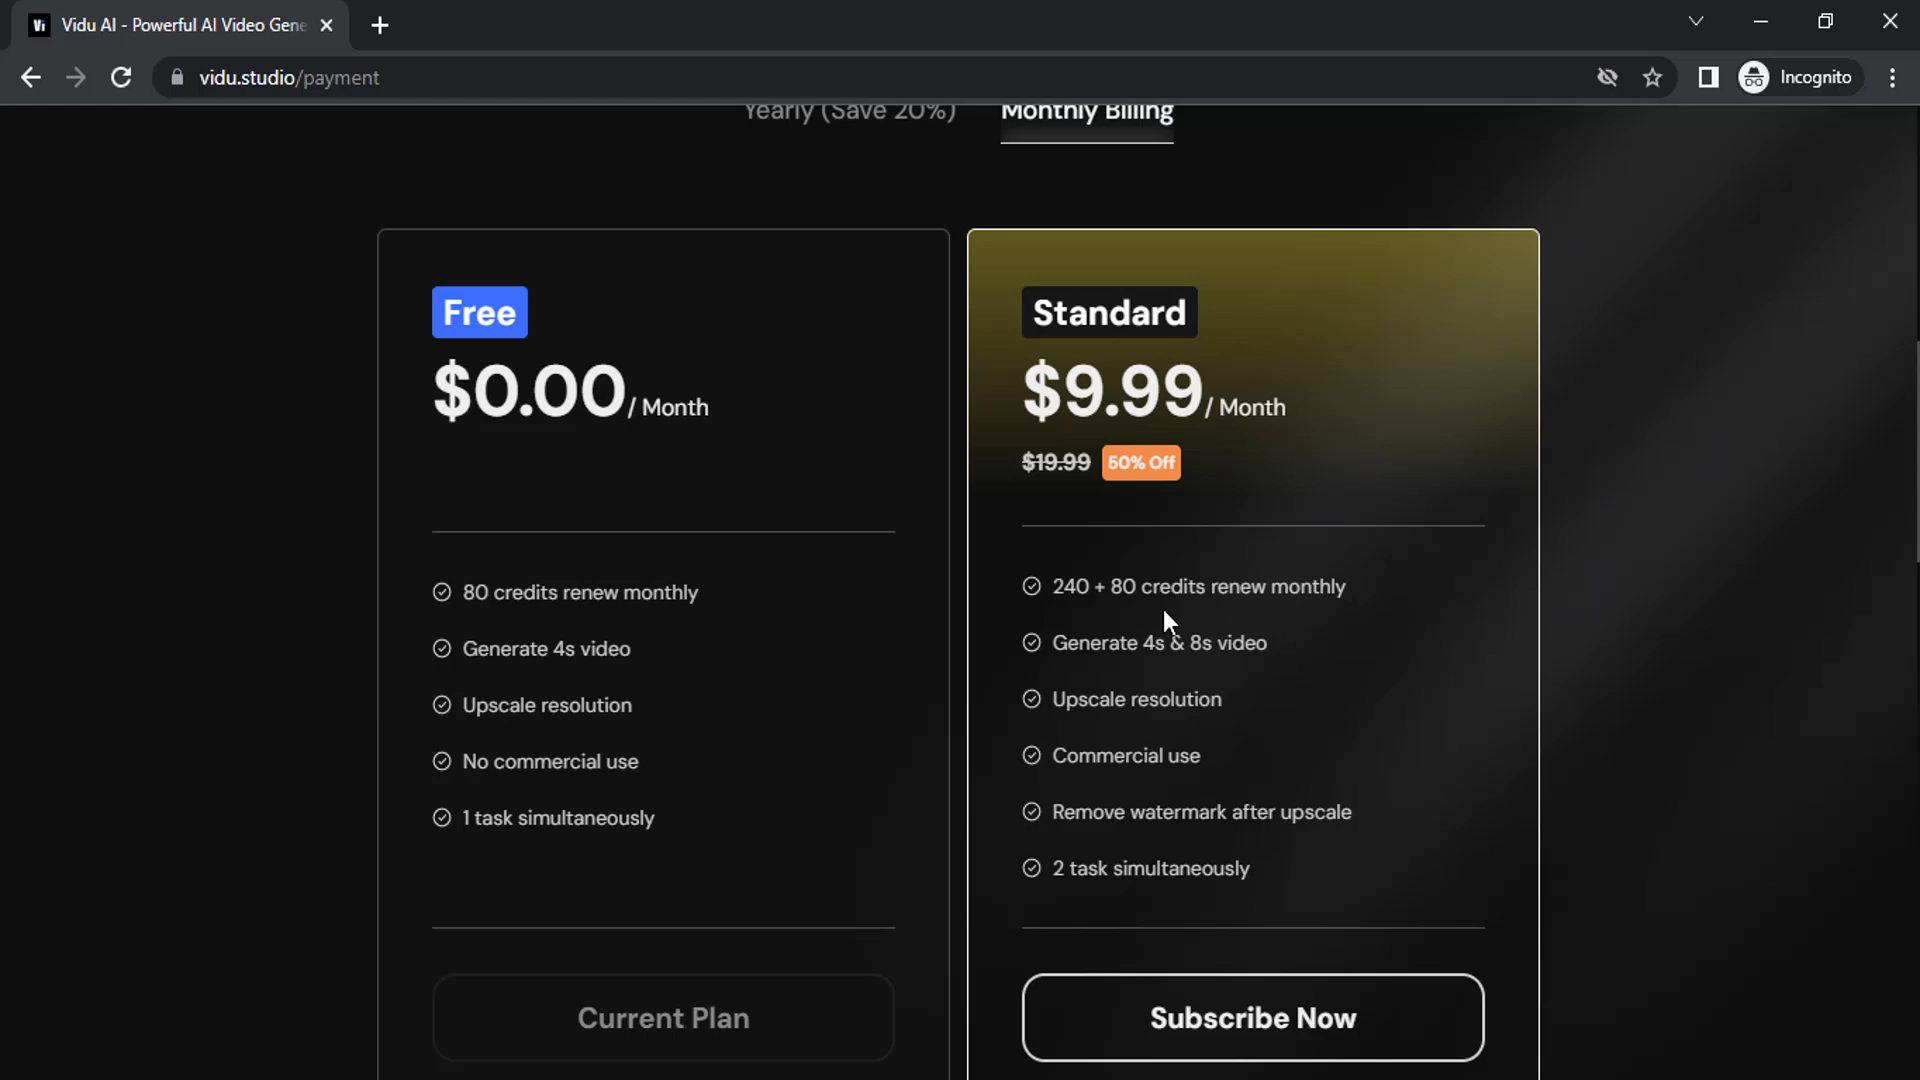 Vidu AI - Powerful AI Video Gene
vidu.studio/payment
Incognito
Yearly (Save 20%)
Monthly Billing
Free
$0.00 / Month
80 credits renew monthly
Generate 4s video
Upscale resolution
No commercial use
1 task simultaneously
Current Plan
Standard
$9.99 / Month
$19.99 50% Off
240 + 80 credits renew monthly
Generate 4s & 8s video
Upscale resolution
Commercial use
Remove watermark after upscale
2 task simultaneously
Subscribe Now